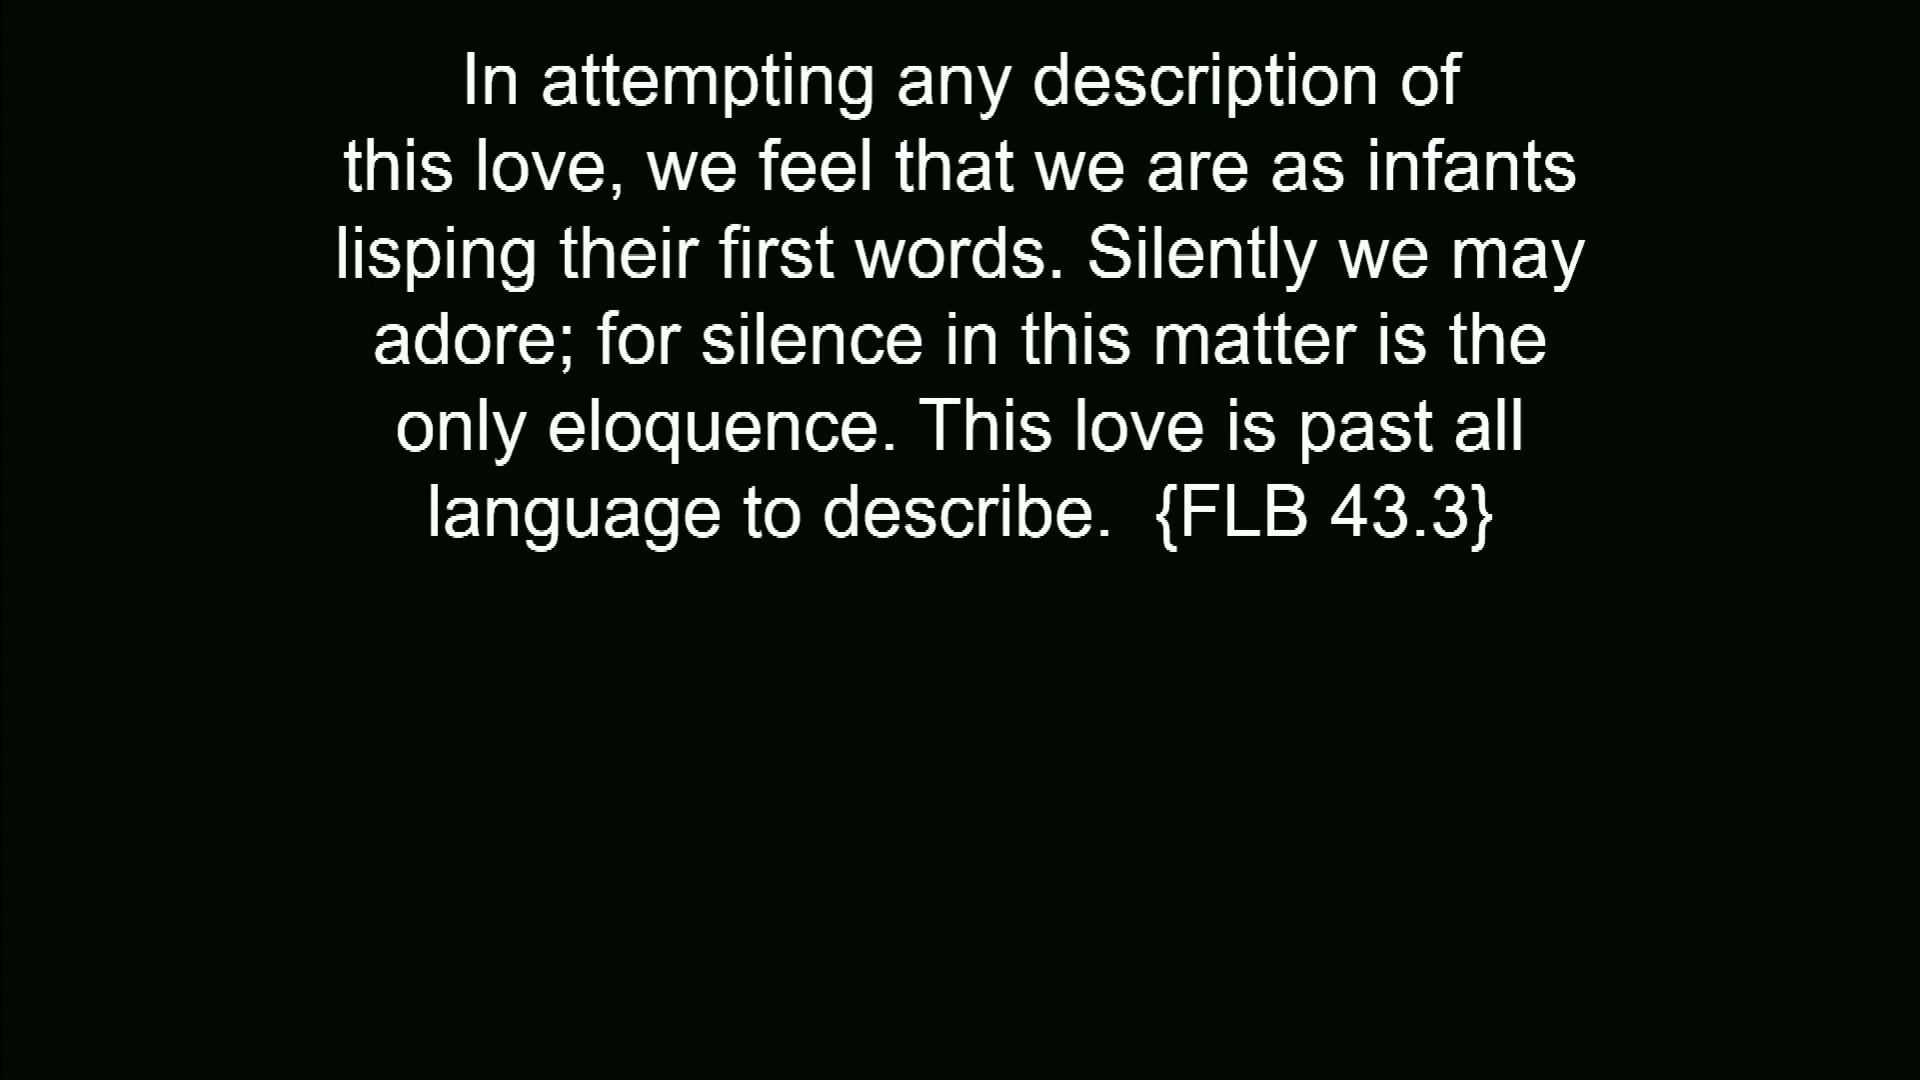 In attempting any description of
this love, we feel that we are as infants
lisping their first words. Silently we may
adore; for silence in this matter is the
only eloquence. This love is past all
language to describe.  {FLB 43.3}